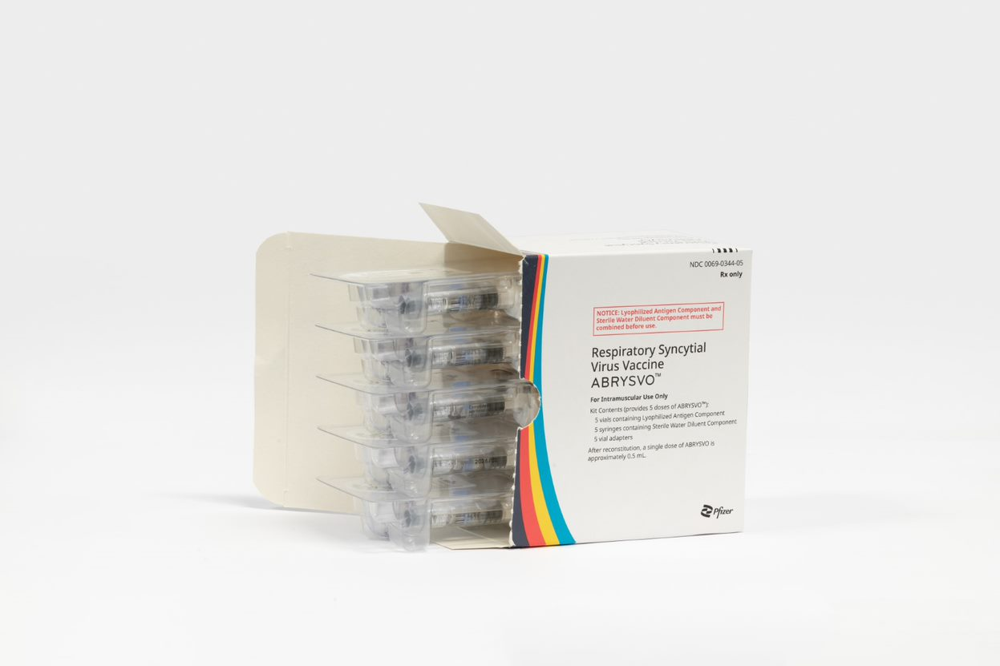 NDC 0069-0344-05
Rx only
NOTICE: Lyophilized Antigen Component and
Sterile Water Diluent Component must be
combined before use.
Respiratory Syncytial
Virus Vaccine
ABRYSVO™
For Intramuscular Use Only
Kit Contents (provides 5 doses of ABRYSVO™):
5 vials containing Lyophilized Antigen Component
5 syringes containing Sterile Water Diluent Component
5 vial adapters
After reconstitution, a single dose of ABRYSVO is
approximately 0.5 mL.
Pfizer